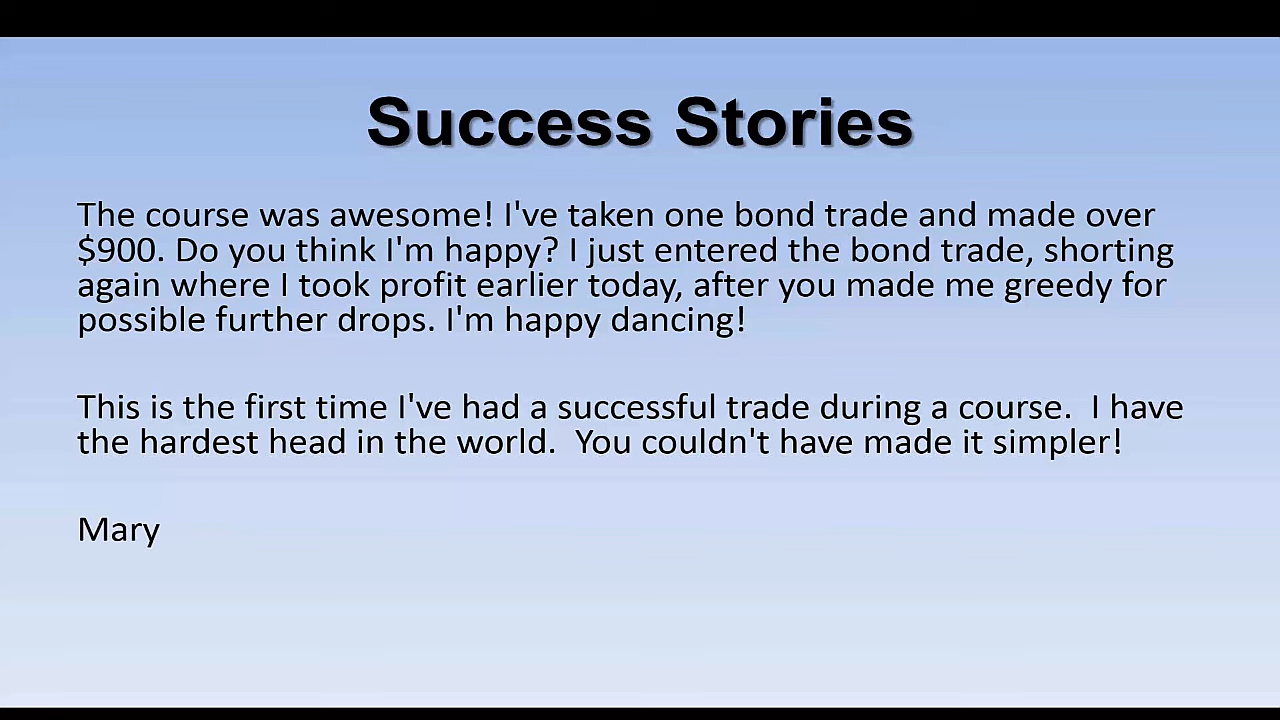 Success Stories
The course was awesome! I've taken one bond trade and made over
$900. Do you think I'm happy? I just entered the bond trade, shorting
again where I took profit earlier today, after you made me greedy for
possible further drops. I'm happy dancing!
This is the first time I've had a successful trade during a course.  I have
the hardest head in the world.  You couldn't have made it simpler!
Mary